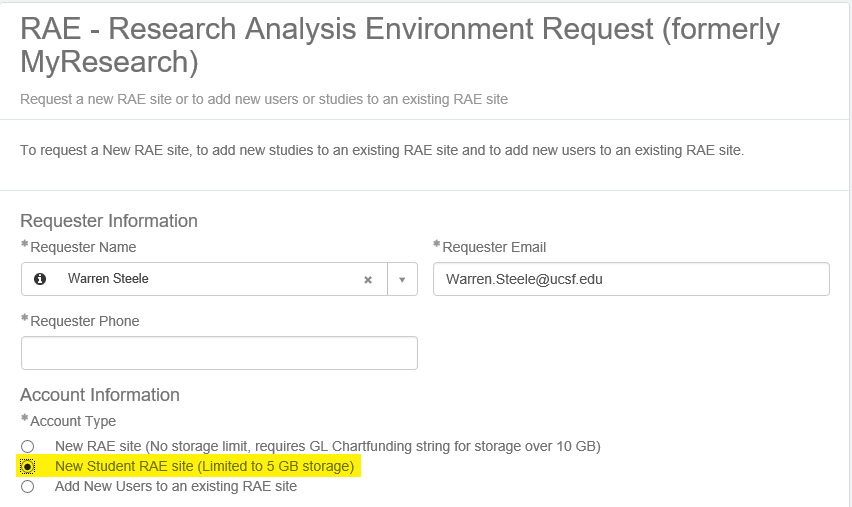 RAE - Research Analysis Environment Request (formerly
MyResearch)
Request a new RAE site or to add new users or studies to an existing RAE site
To request a New RAE site, to add new studies to an existing RAE site and to add new users to an existing RAE site.
Requester Information
*Requester Name
*Requester Email
Warren Steele
Warren.Steele@ucsf.edu
*Requester Phone
Account Information
*Account Type
New RAE site (No storage limit, requires GL Chartfunding string for storage over 10 GB)
New Student RAE site (Limited to 5 GB storage)
Add New Users to an existing RAE site